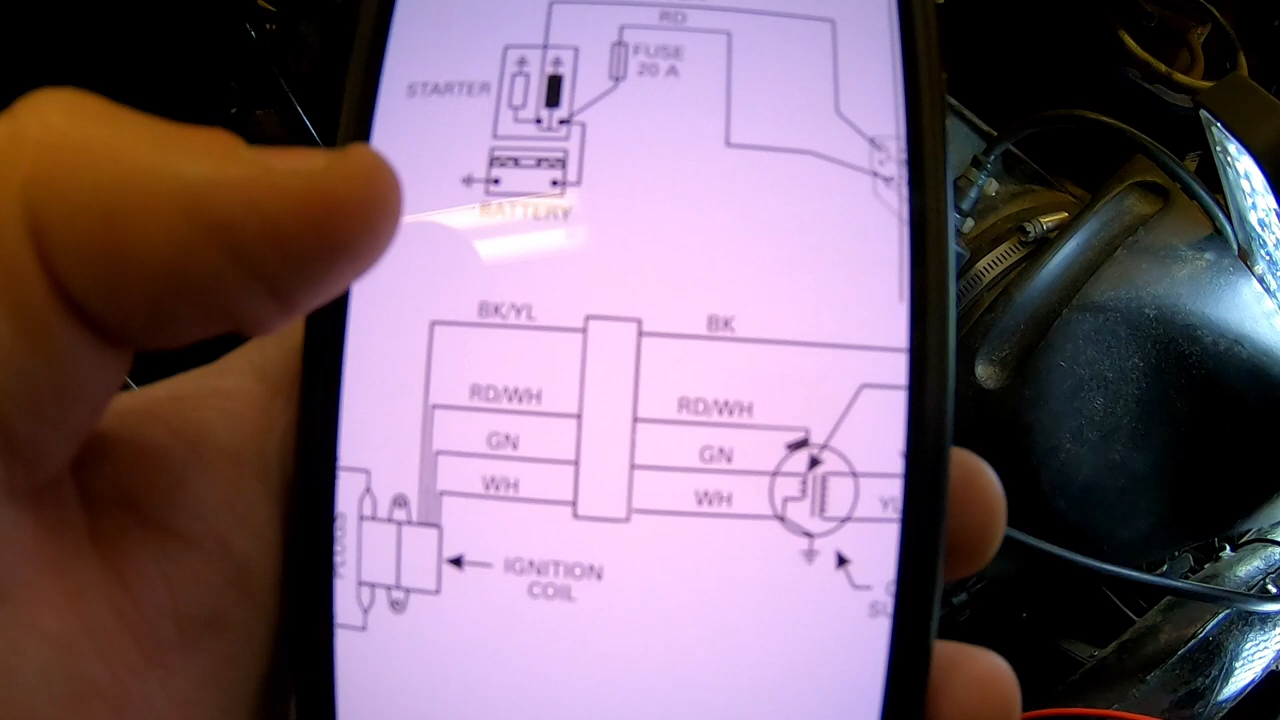 RD
FUSE
20 A
STARTER
BATTERY
BK/YL
BK
RD/WH
RD/WH
GN
GN
WH
WH
IGNITION
COIL